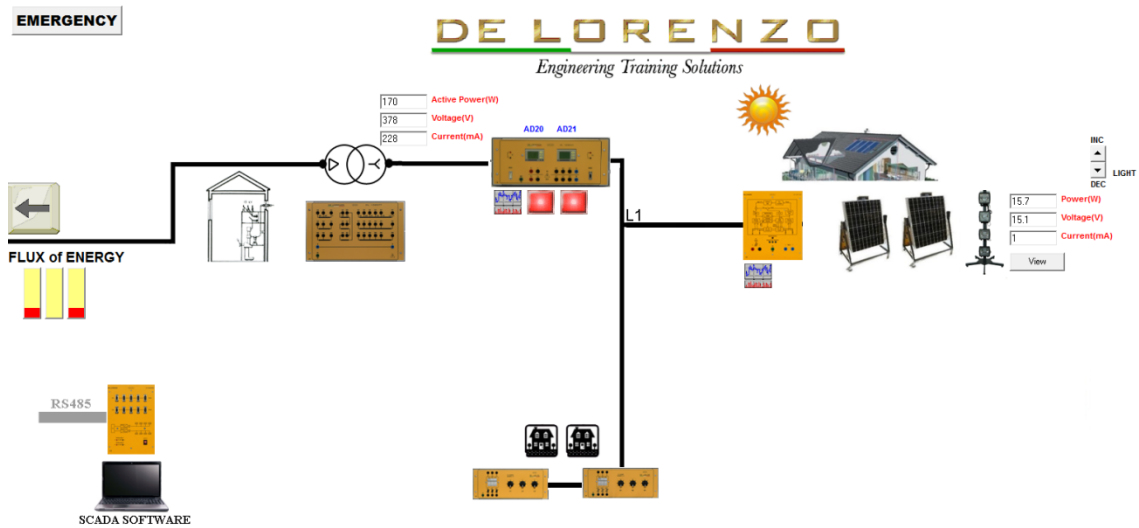 EMERGENCY
DE LORENZO
Engineering Training Solutions
170 Active Power(W)
378 Voltage(V)
228 Current(mA)
AD20 AD21
INC
LIGHT
DEC
L1
15.7 Power(W)
15.1 Voltage(V)
1 Current(mA)
View
FLUX of ENERGY
RS485
SCADA SOFTWARE